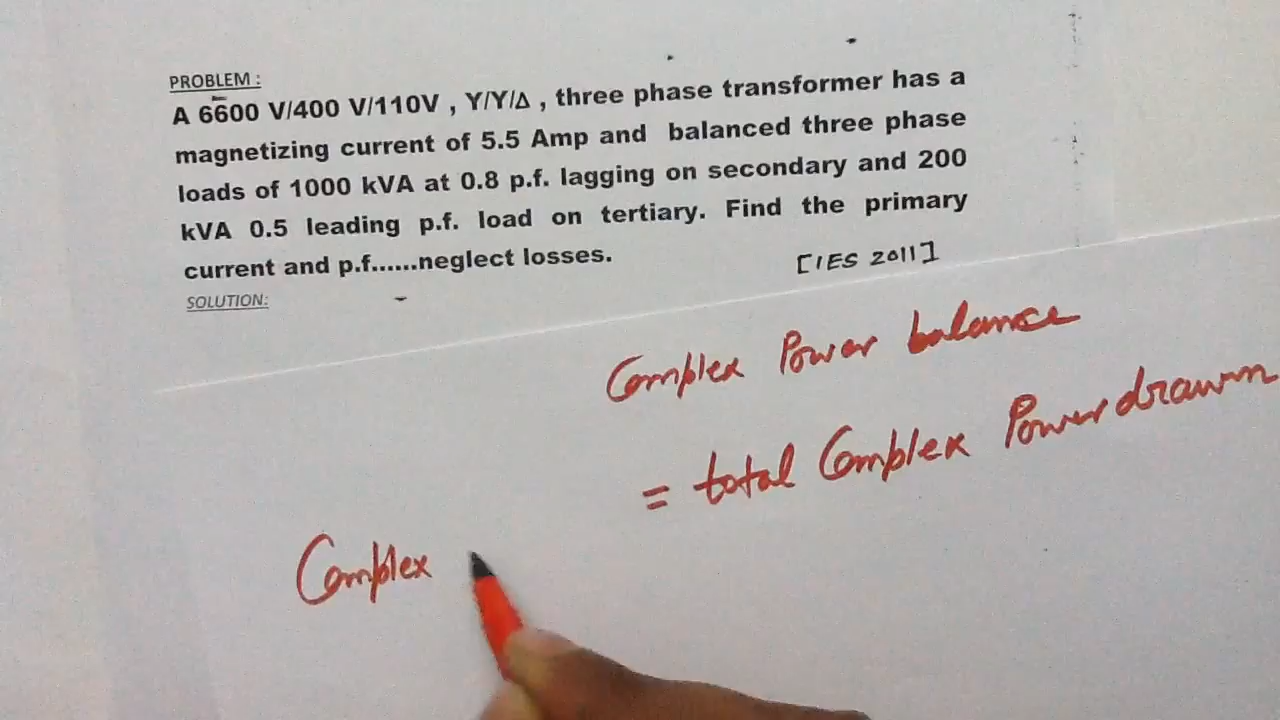 PROBLEM :
A 6600 V/400 V/110V , Y/Y/Δ , three phase transformer has a
magnetizing current of 5.5 Amp and balanced three phase
loads of 1000 kVA at 0.8 p.f. lagging on secondary and 200
kVA 0.5 leading p.f. load on tertiary. Find the primary
current and p.f......neglect losses.
[IES 2011]
SOLUTION:
Complex Power balance
= total Complex Power drawn
Complex